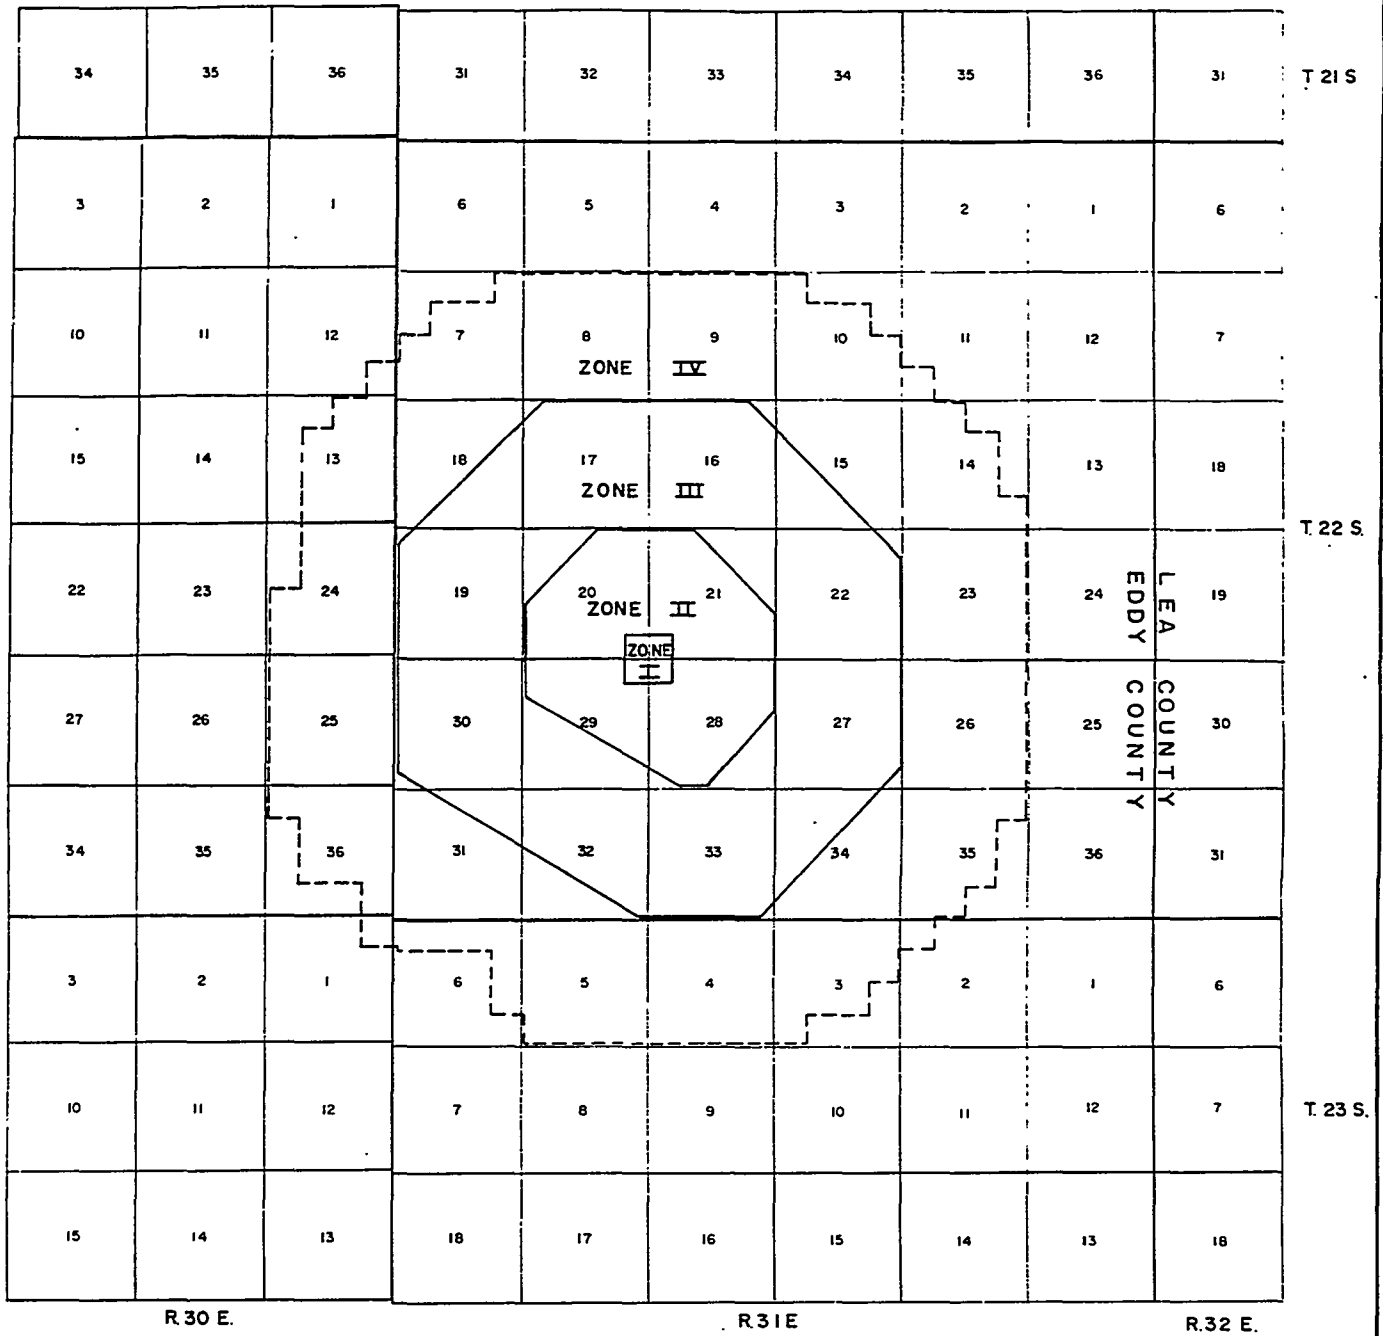 34 35 36 31 32 33 34 35 36 31 T 21 S
3 2 1 6 5 4 3 2 1 6
10 11 12 7 8 9 10 11 12 7
ZONE IV
15 14 13 18 17 16 15 14 13 18
ZONE III
T. 22 S.
22 23 24 19 20 21 22 23 24 19
ZONE II
ZONE
I
LEA COUNTY
EDDY COUNTY
27 26 25 30 29 28 27 26 25 30
34 35 36 31 32 33 34 35 36 31
3 2 1 6 5 4 3 2 1 6
10 11 12 7 8 9 10 11 12 7 T. 23 S.
15 14 13 18 17 16 15 14 13 18
R. 30 E. R. 31 E R. 32 E.